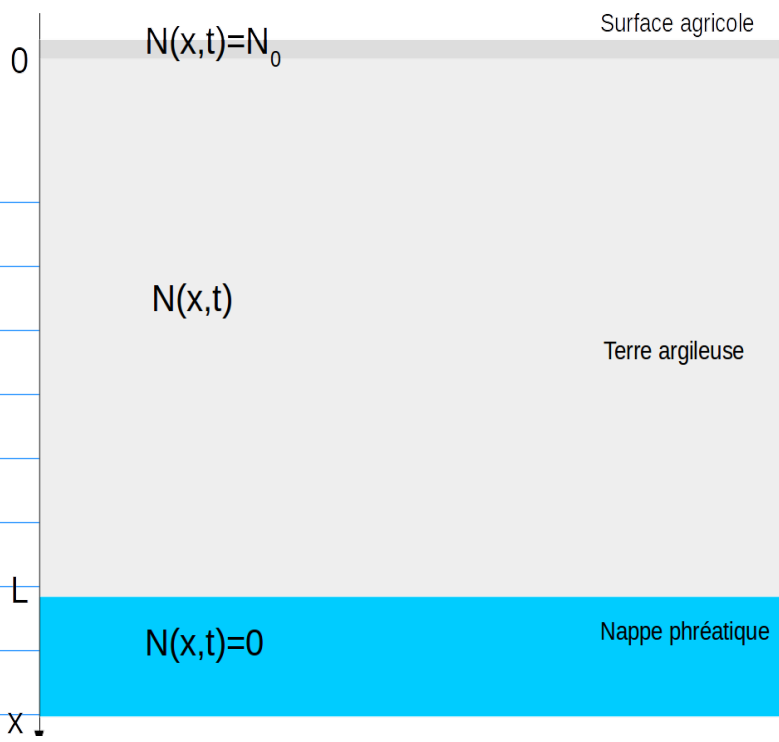 Surface agricole
N(x,t)=N₀
0
N(x,t)
Terre argileuse
L
Nappe phréatique
N(x,t)=0
x